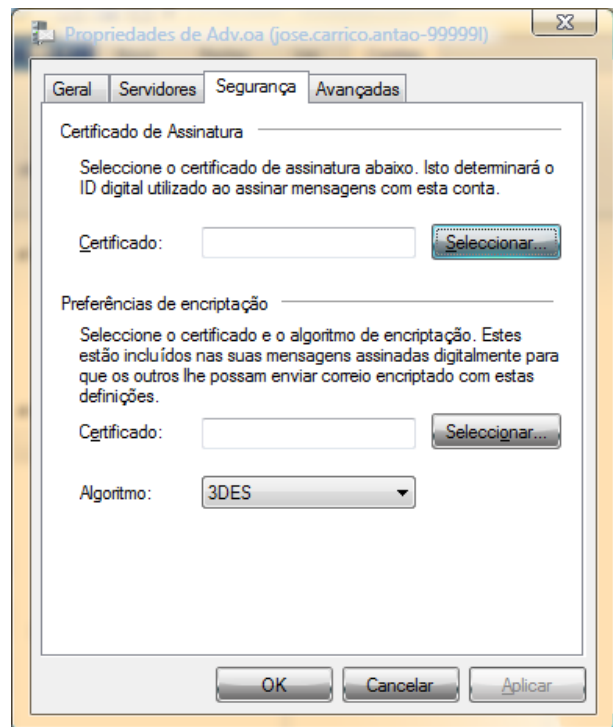 Propriedades de Adv.oa (jose.carrico.antao-99999l)
Geral Servidores Segurança Avançadas
Certificado de Assinatura
Seleccione o certificado de assinatura abaixo. Isto determinará o
ID digital utilizado ao assinar mensagens com esta conta.
Certificado: Seleccionar...
Preferências de encriptação
Seleccione o certificado e o algoritmo de encriptação. Estes
estão incluídos nas suas mensagens assinadas digitalmente para
que os outros lhe possam enviar correio encriptado com estas
definições.
Certificado: Seleccionar...
Algoritmo: 3DES
OK Cancelar Aplicar